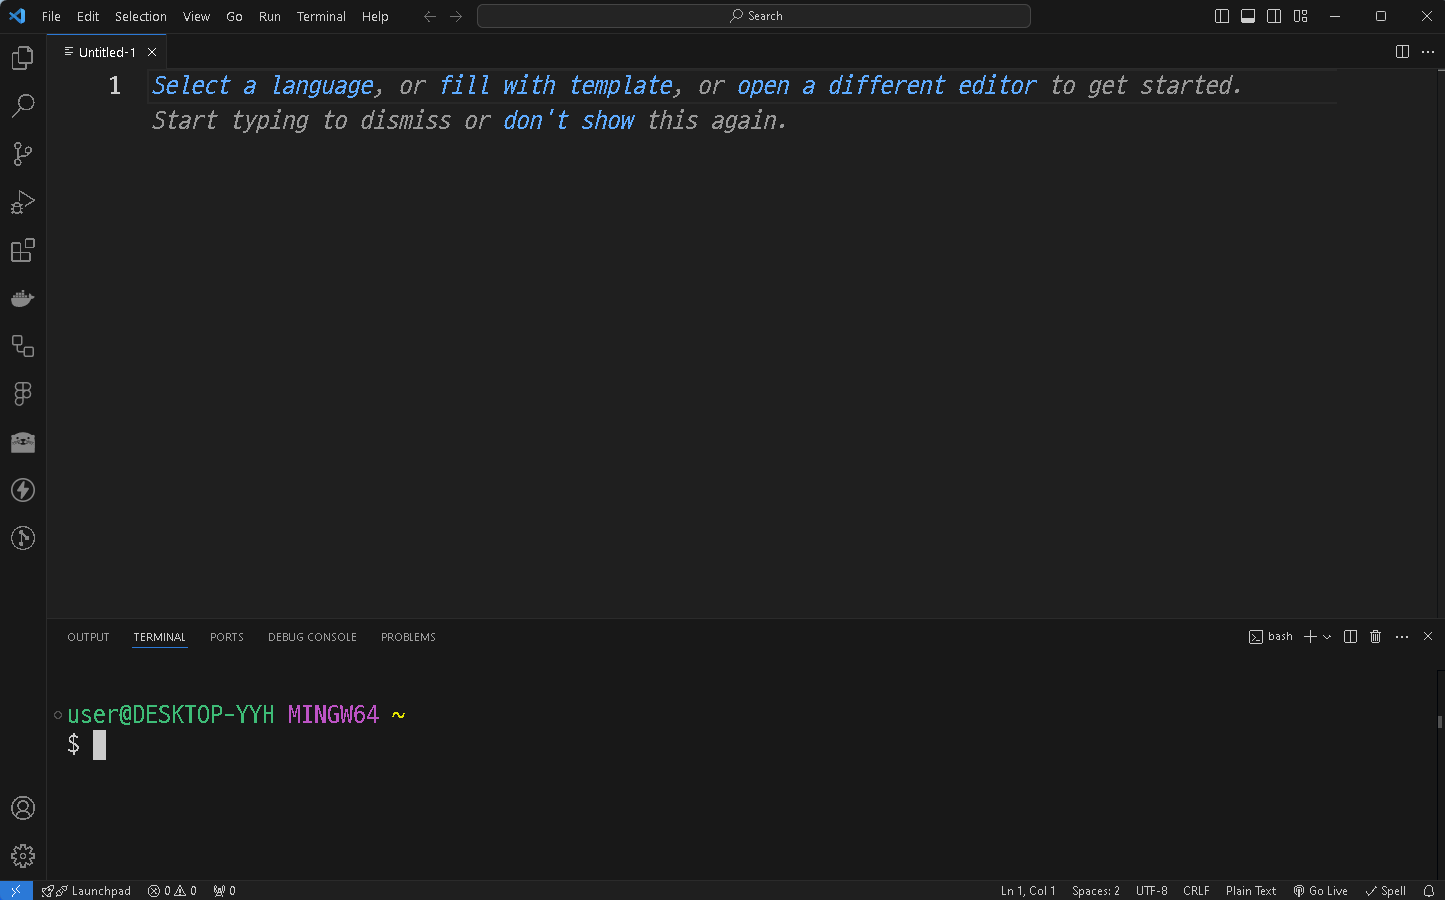 File Edit Selection View Go Run Terminal Help Search
Untitled-1
1 Select a language, or fill with template, or open a different editor to get started.
Start typing to dismiss or don't show this again.
OUTPUT TERMINAL PORTS DEBUG CONSOLE PROBLEMS bash
user@DESKTOP-YYH MINGW64 ~
$
Launchpad 0 0 0 Ln 1, Col 1 Spaces: 2 UTF-8 CRLF Plain Text Go Live Spell